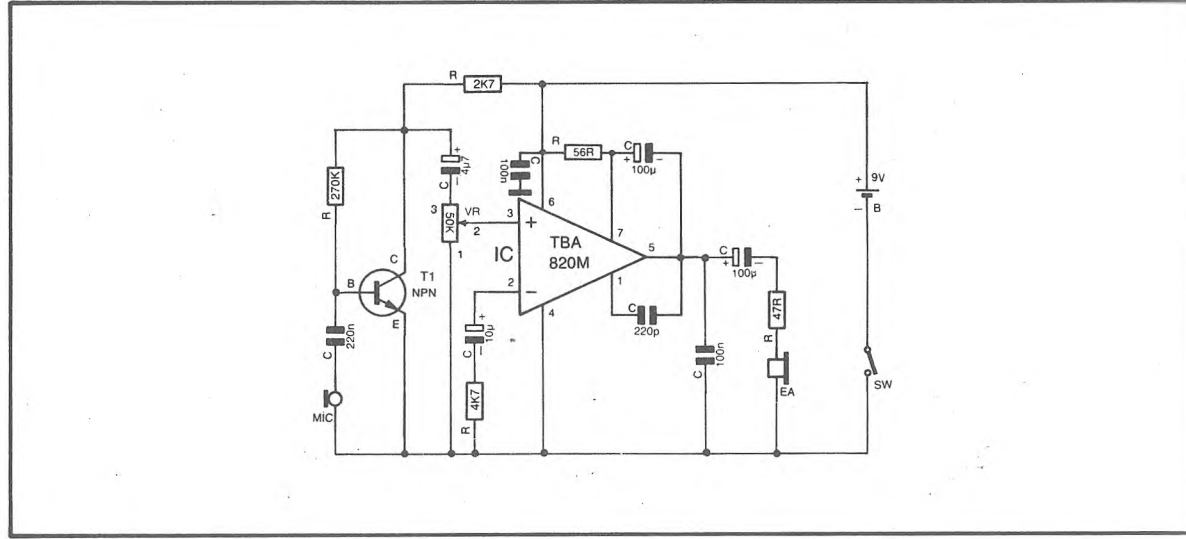 R
2K7
R
56R
C
+
100µ
−
C
100n
+
4µ7
−
C
270K
R
3
50K
VR
2
1
3
+
6
7
TBA
820M
IC
5
2
−
4
1
C
220p
C
+
100µ
−
+
9V
−
B
C
T1
B
NPN
E
220n
C
MIC
+
10µ
−
C
4K7
R
100n
C
47R
R
EA
SW